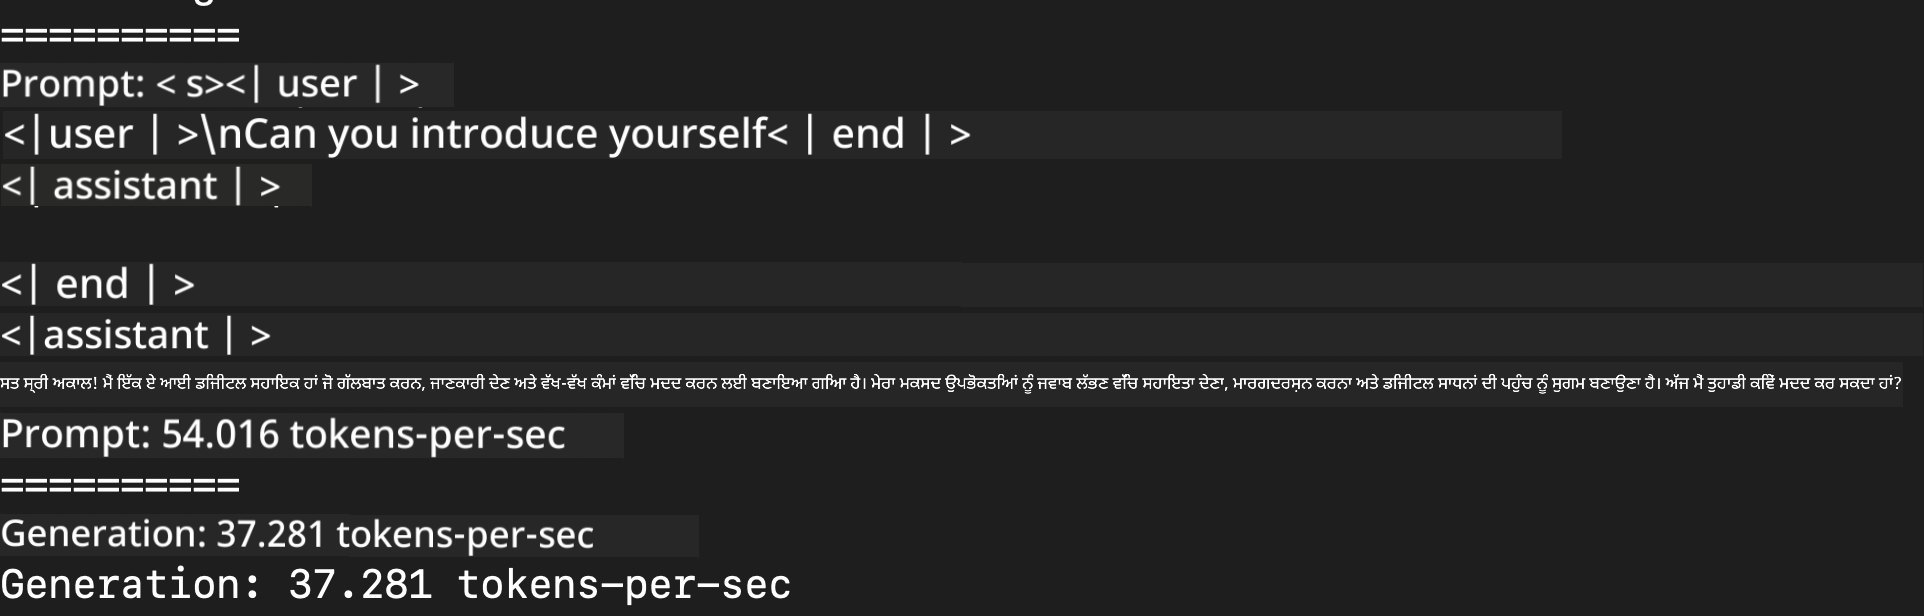 ==========
Prompt: < s><| user | >
<|user | >\nCan you introduce yourself< | end | >
<| assistant | >
<| end | >
<|assistant | >
ਸਤ ਸ੍ਰੀ ਅਕਾਲ! ਮੈਂ ਇੱਕ ਏ ਆਈ ਡਿਜੀਟਲ ਸਹਾਇਕ ਹਾਂ ਜੋ ਗੱਲਬਾਤ ਕਰਨ, ਜਾਣਕਾਰੀ ਦੇਣ ਅਤੇ ਵੱਖ-ਵੱਖ ਕੰਮਾਂ ਵਿੱਚ ਮਦਦ ਕਰਨ ਲਈ ਬਣਾਇਆ ਗਿਆ ਹੈ। ਮੇਰਾ ਮਕਸਦ ਉਪਭੋਕਤਿਆਂ ਨੂੰ ਜਵਾਬ ਲੱਭਣ ਵਿੱਚ ਸਹਾਇਤਾ ਦੇਣਾ, ਮਾਰਗਦਰਸ਼ਨ ਕਰਨਾ ਅਤੇ ਡਿਜੀਟਲ ਸਾਧਨਾਂ ਦੀ ਪਹੁੰਚ ਨੂੰ ਸੁਗਮ ਬਣਾਉਣਾ ਹੈ। ਅੱਜ ਮੈਂ ਤੁਹਾਡੀ ਕਿਵੇਂ ਮਦਦ ਕਰ ਸਕਦਾ ਹਾਂ?
Prompt: 54.016 tokens-per-sec
==========
Generation: 37.281 tokens-per-sec
Generation: 37.281 tokens-per-sec